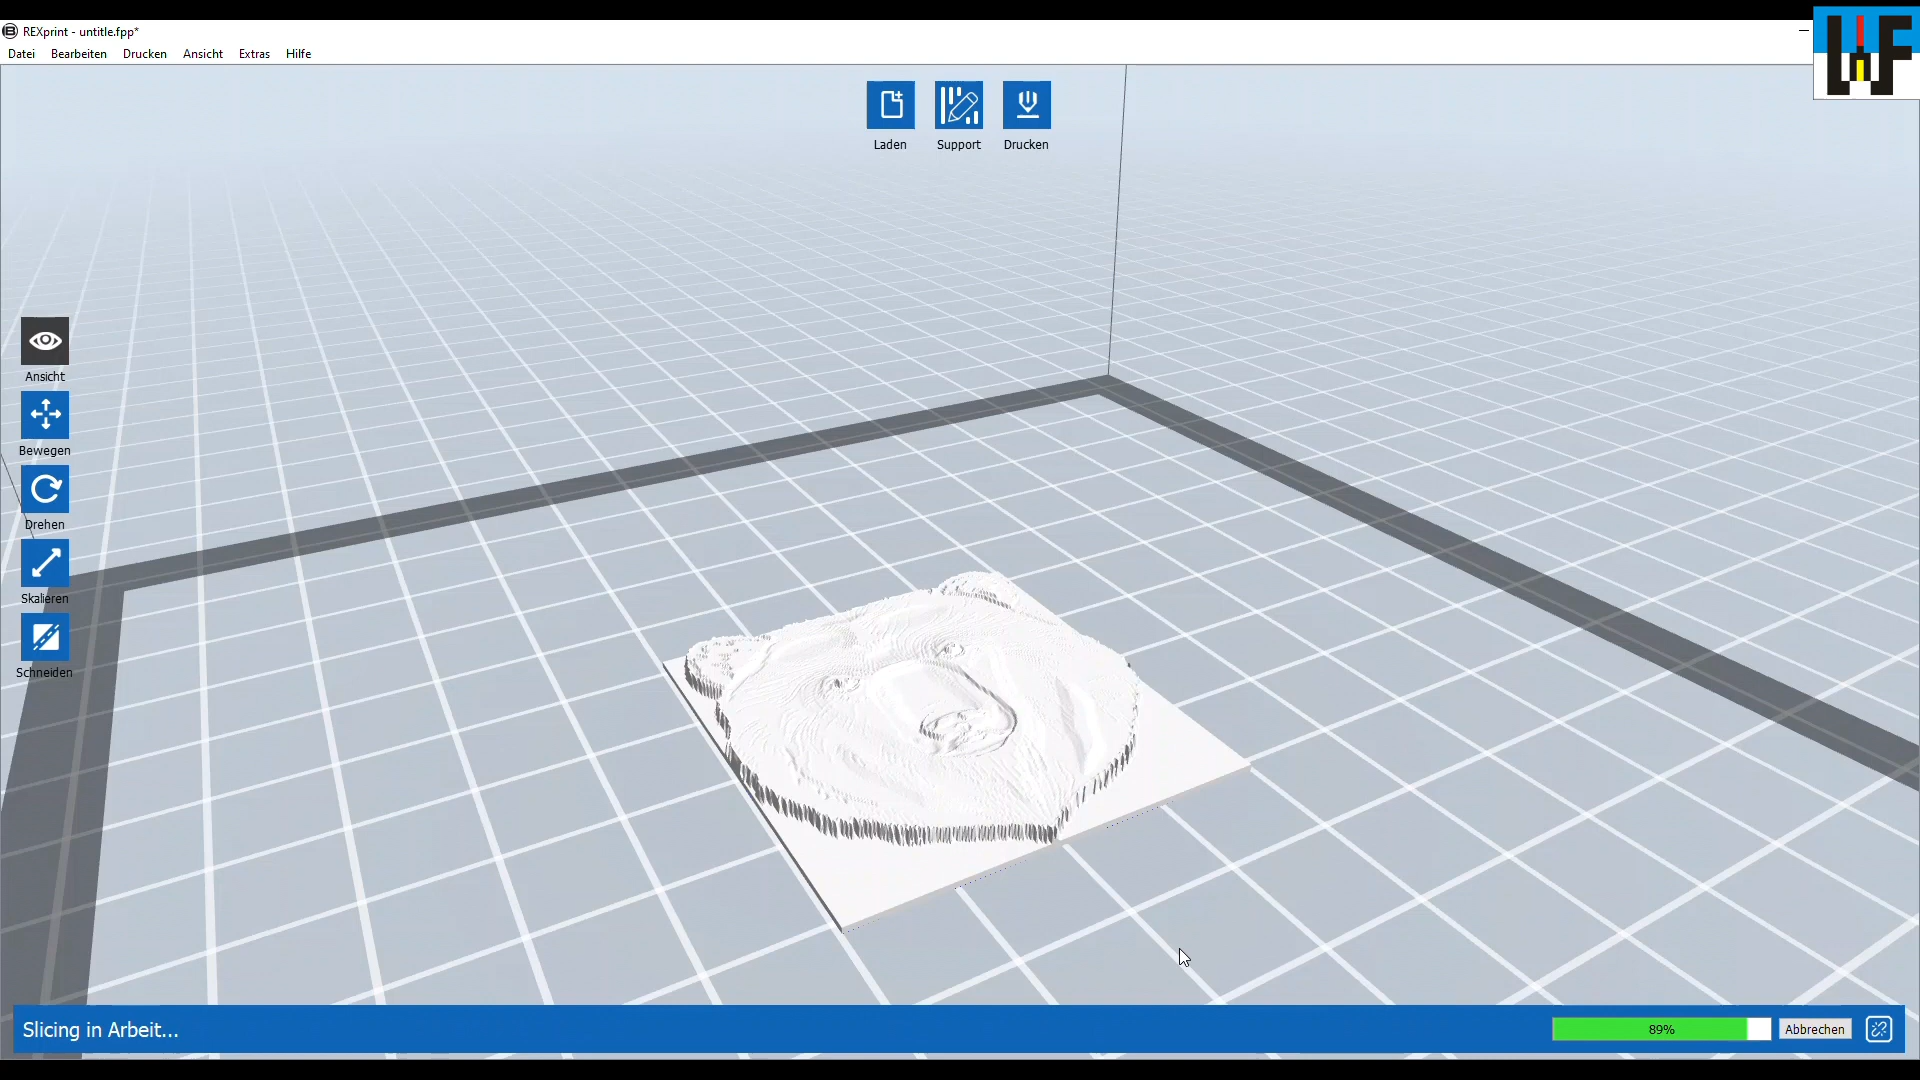 REXprint - untitle.fpp*
Datei Bearbeiten Drucken Ansicht Extras Hilfe
Laden Support Drucken
Ansicht
Bewegen
Drehen
Skalieren
Schneiden
Slicing in Arbeit...
89%
Abbrechen